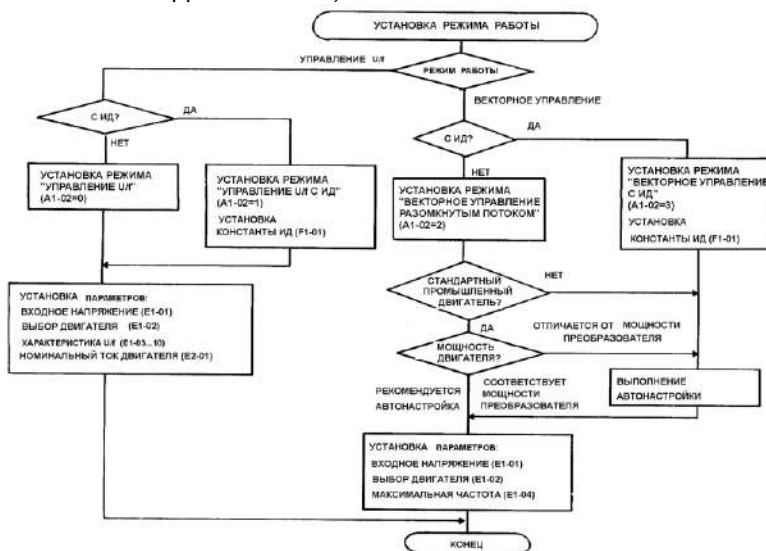 УСТАНОВКА РЕЖИМА РАБОТЫ
УПРАВЛЕНИЕ U/f
РЕЖИМ РАБОТЫ
ВЕКТОРНОЕ УПРАВЛЕНИЕ
С ИД?
ДА
НЕТ
С ИД?
ДА
НЕТ
УСТАНОВКА РЕЖИМА
"УПРАВЛЕНИЕ U/f"
(A1-02=0)
УСТАНОВКА РЕЖИМА
"УПРАВЛЕНИЕ U/f С ИД"
(A1-02=1)
УСТАНОВКА
КОНСТАНТЫ ИД (F1-01)
УСТАНОВКА РЕЖИМА
"ВЕКТОРНОЕ УПРАВЛЕНИЕ
РАЗОМКНУТЫМ ПОТОКОМ"
(A1-02=2)
УСТАНОВКА РЕЖИМА
"ВЕКТОРНОЕ УПРАВЛЕНИЕ
С ИД"
(A1-02=3)
УСТАНОВКА
КОНСТАНТЫ ИД (F1-01)
СТАНДАРТНЫЙ
ПРОМЫШЛЕННЫЙ
ДВИГАТЕЛЬ?
НЕТ
ДА
УСТАНОВКА ПАРАМЕТРОВ:
ВХОДНОЕ НАПРЯЖЕНИЕ (E1-01)
ВЫБОР ДВИГАТЕЛЯ (E1-02)
ХАРАКТЕРИСТИКА U/f (E1-03...10)
НОМИНАЛЬНЫЙ ТОК ДВИГАТЕЛЯ (E2-01)
МОЩНОСТЬ
ДВИГАТЕЛЯ?
ОТЛИЧАЕТСЯ ОТ МОЩНОСТИ
ПРЕОБРАЗОВАТЕЛЯ
РЕКОМЕНДУЕТСЯ
АВТОНАСТРОЙКА
СООТВЕТСТВУЕТ
МОЩНОСТИ
ПРЕОБРАЗОВАТЕЛЯ
ВЫПОЛНЕНИЕ
АВТОНАСТРОЙКИ
УСТАНОВКА ПАРАМЕТРОВ:
ВХОДНОЕ НАПРЯЖЕНИЕ (E1-01)
ВЫБОР ДВИГАТЕЛЯ (E1-02)
МАКСИМАЛЬНАЯ ЧАСТОТА (E1-04)
КОНЕЦ